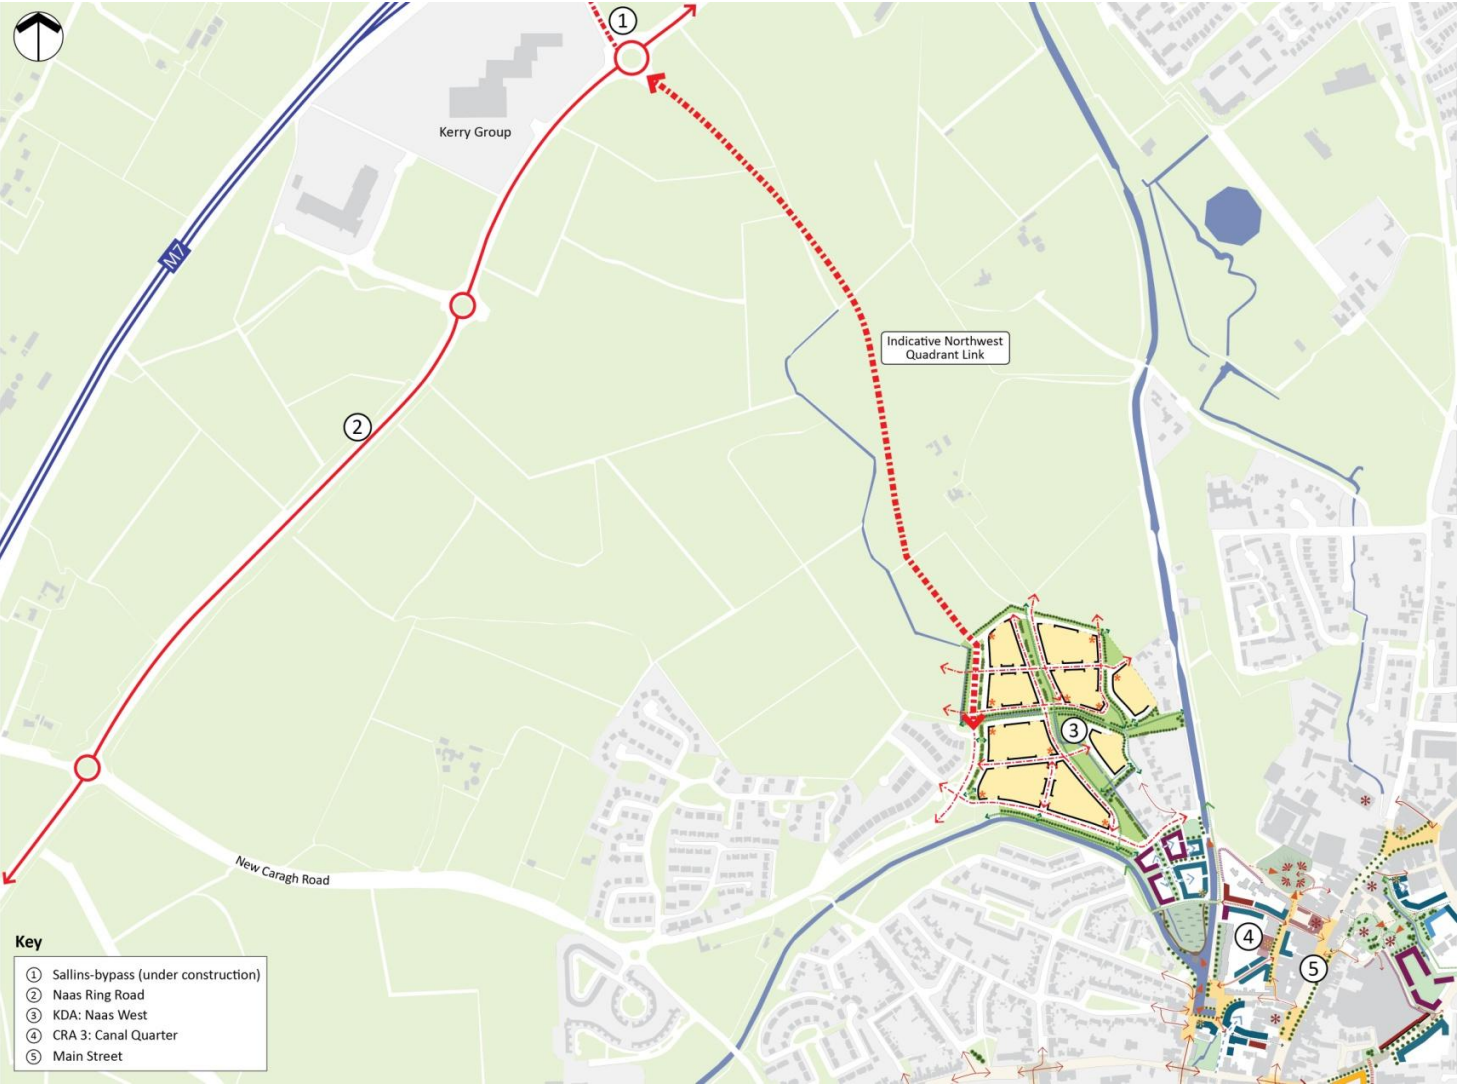 1
Kerry Group
M7
Indicative Northwest
Quadrant Link
2
3
New Caragh Road
4
5
Key
1 Sallins-bypass (under construction)
2 Naas Ring Road
3 KDA: Naas West
4 CRA 3: Canal Quarter
5 Main Street